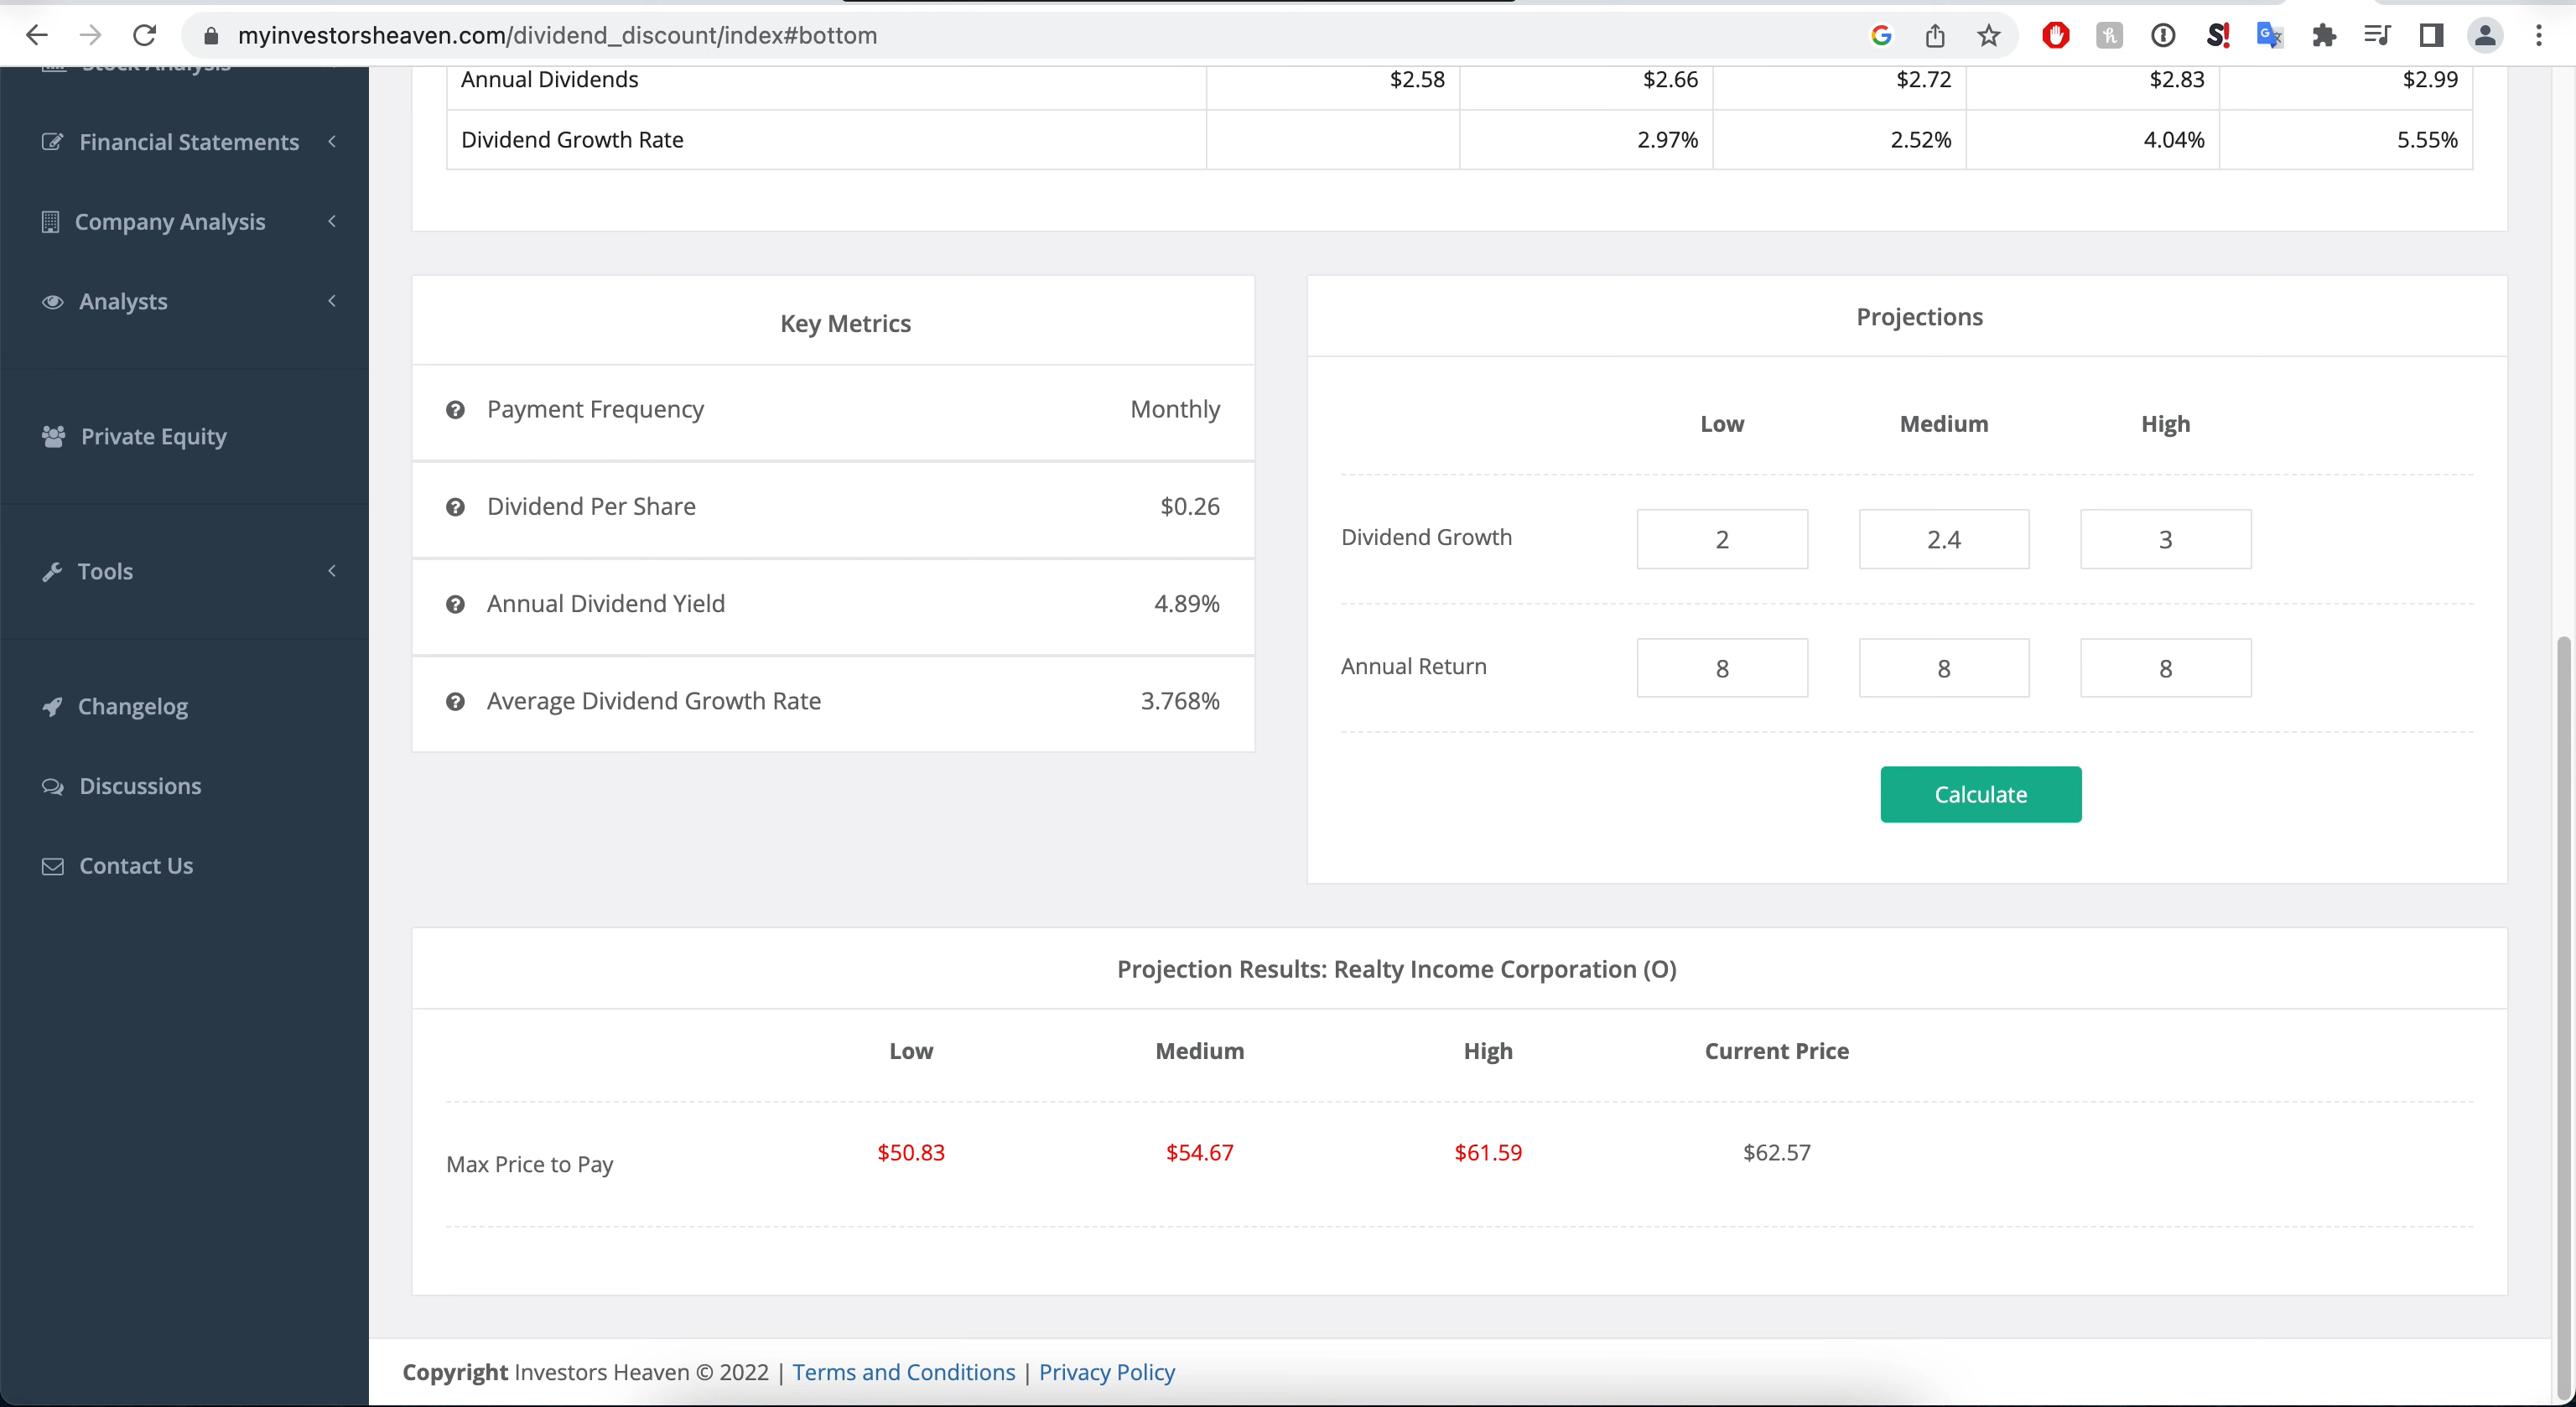 myinvestorsheaven.com/dividend_discount/index#bottom
Stock Analysis
Financial Statements
Company Analysis
Analysts
Private Equity
Tools
Changelog
Discussions
Contact Us
Annual Dividends $2.58 $2.66 $2.72 $2.83 $2.99
Dividend Growth Rate 2.97% 2.52% 4.04% 5.55%
Key Metrics
Payment Frequency Monthly
Dividend Per Share $0.26
Annual Dividend Yield 4.89%
Average Dividend Growth Rate 3.768%
Projections
Low Medium High
Dividend Growth 2 2.4 3
Annual Return 8 8 8
Calculate
Projection Results: Realty Income Corporation (O)
Low Medium High Current Price
Max Price to Pay $50.83 $54.67 $61.59 $62.57
Copyright Investors Heaven © 2022 | Terms and Conditions | Privacy Policy